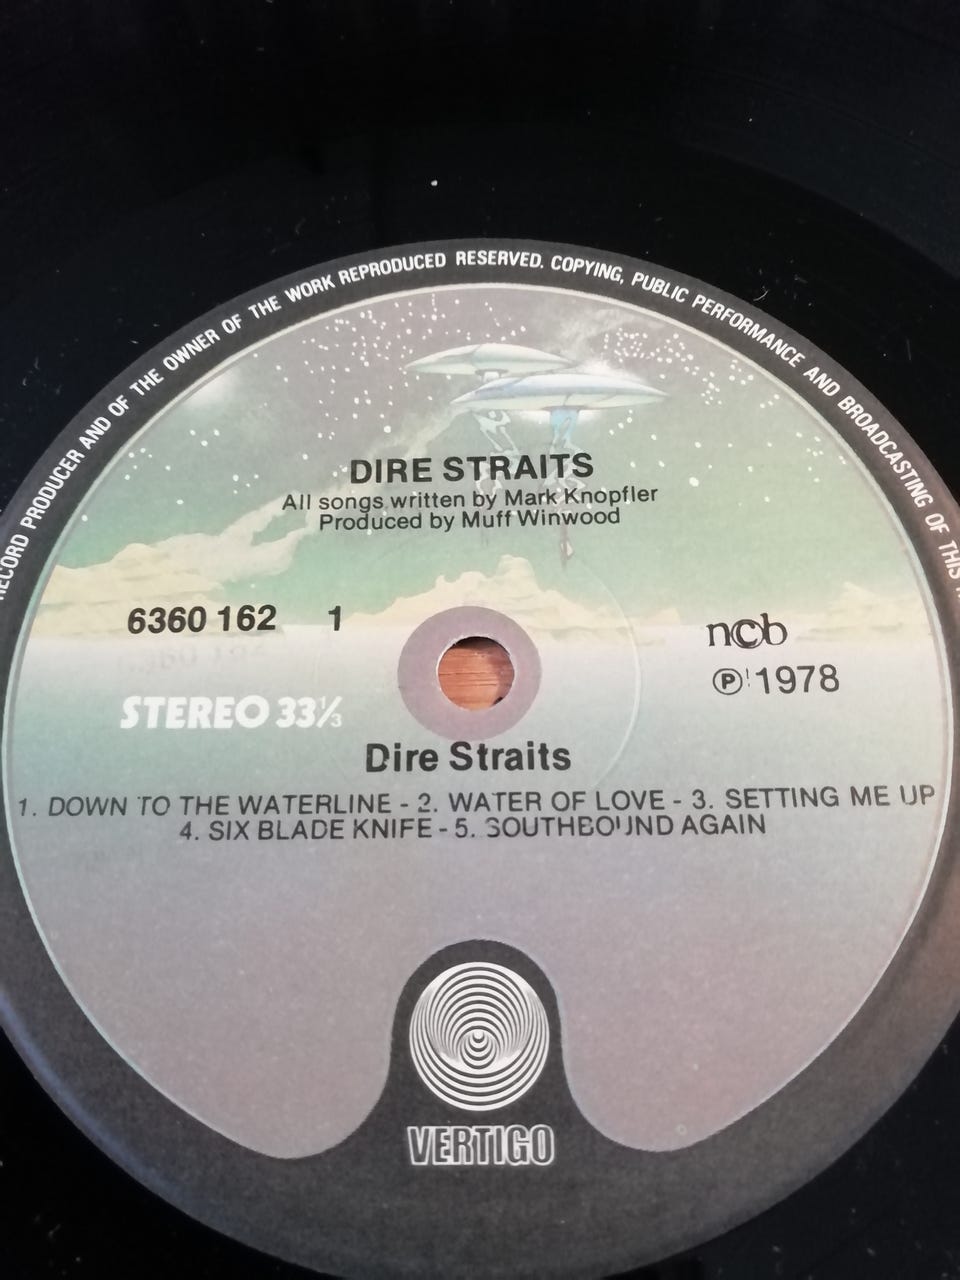 RECORD PRODUCER AND OF THE OWNER OF THE WORK REPRODUCED RESERVED. COPYING, PUBLIC PERFORMANCE AND BROADCASTING OF THIS
DIRE STRAITS
All songs written by Mark Knopfler
Produced by Muff Winwood
6360 162 1
ncb
℗ 1978
STEREO 33⅓
Dire Straits
1. DOWN TO THE WATERLINE - 2. WATER OF LOVE - 3. SETTING ME UP
4. SIX BLADE KNIFE - 5. SOUTHBOUND AGAIN
VERTIGO